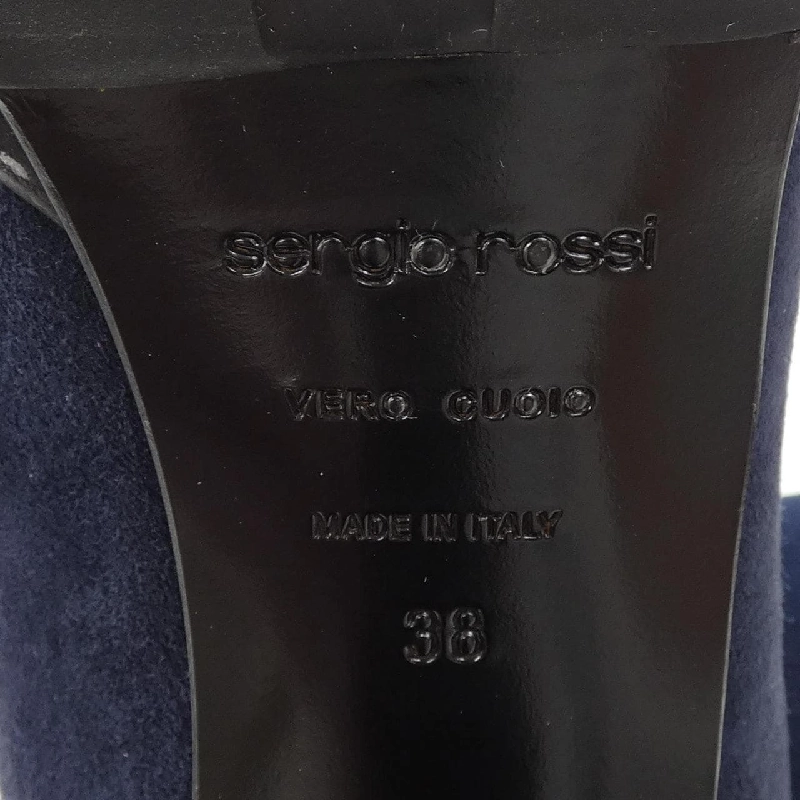 sergio rossi
VERO CUOIO
MADE IN ITALY
38